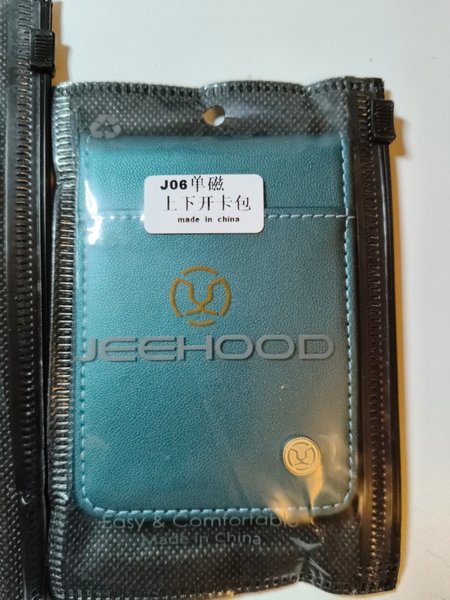 J06单磁
上下开卡包
made in china
JEEHOOD
Easy & Comfortable
Made in China